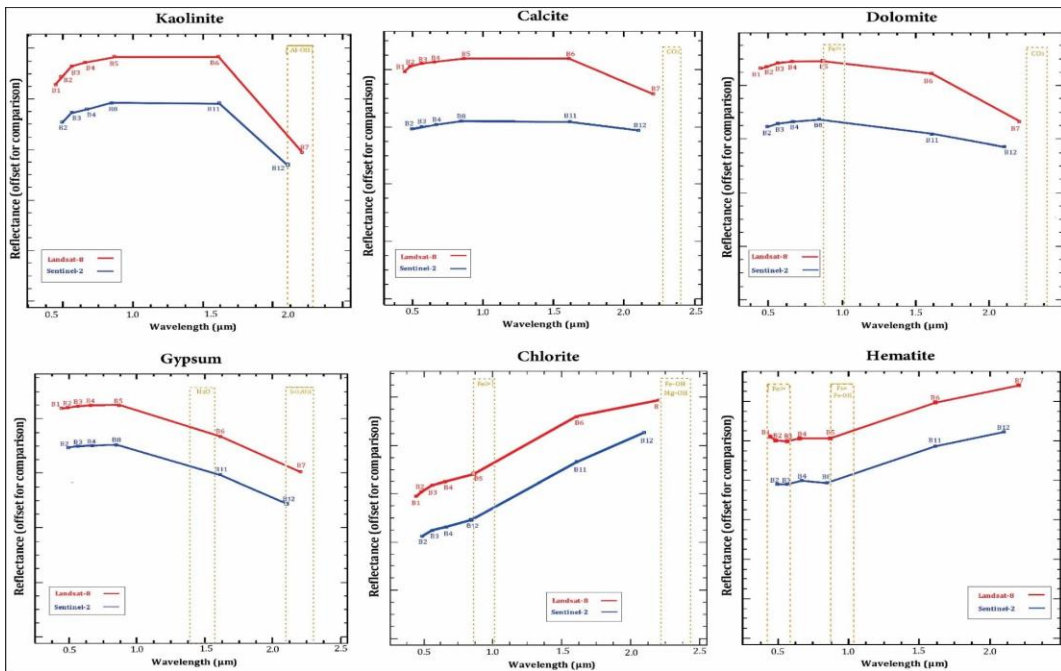 Kaolinite
Reflectance (offset for comparison)
Al-OH
B1
B2
B3
B4
B5
B6
B7
B2
B3
B4
B8
B11
B12
Landsat-8
Sentinel-2
0.5
1.0
1.5
2.0
Wavelength (µm)
Calcite
Reflectance (offset for comparison)
CO3
B1
B2
B3
B4
B5
B6
B7
B2
B3
B4
B8
B11
B12
Landsat-8
Sentinel-2
0.5
1.0
1.5
2.0
2.5
Wavelength (µm)
Dolomite
Reflectance (offset for comparison)
CO3
B1
B2
B3
B4
B5
B6
B7
B2
B3
B4
B8
B11
B12
Landsat-8
Sentinel-2
0.5
1.0
1.5
2.0
2.5
Wavelength (µm)
Gypsum
Reflectance (offset for comparison)
B1
B2
B3
B4
B5
B6
B7
B2
B3
B4
B8
B11
B12
Landsat-8
Sentinel-2
0.5
1.0
1.5
2.0
2.5
Wavelength (µm)
Chlorite
Reflectance (offset for comparison)
Fe-OH
Mg-OH
B1
B2
B3
B4
B5
B6
B2
B3
B4
B12
B11
B12
Landsat-8
Sentinel-2
0.5
1.0
1.5
2.0
2.5
Wavelength (µm)
Hematite
Reflectance (offset for comparison)
B2
B3
B4
B5
B6
B7
B2
B3
B4
B11
B12
Landsat-8
Sentinel-2
0.5
1.0
1.5
2.0
2.5
Wavelength (µm)